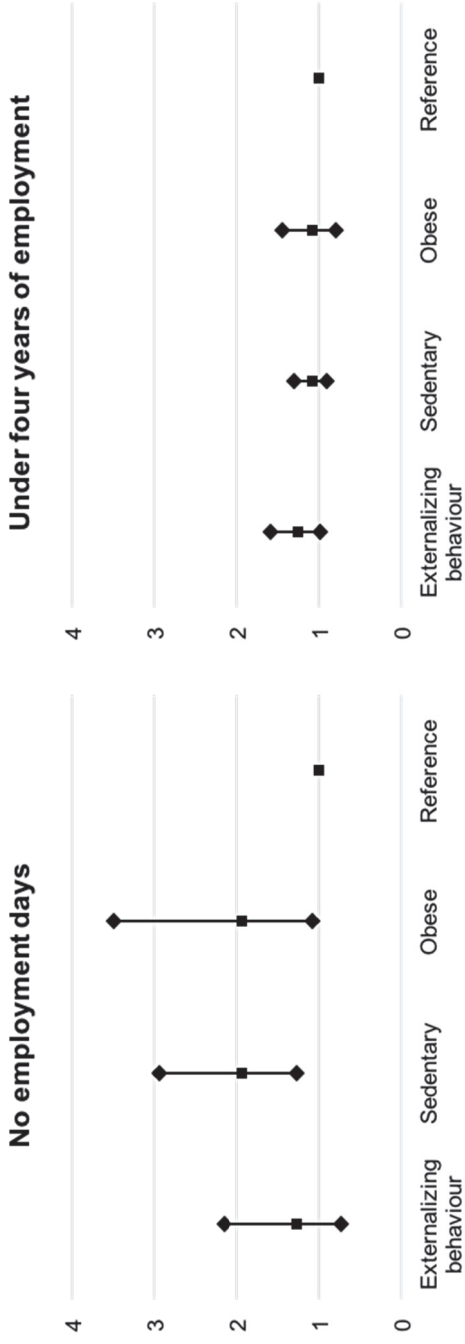 No employment days
4
3
2
1
0
Externalizing
behaviour
Sedentary
Obese
Reference
Under four years of employment
4
3
2
1
0
Externalizing
behaviour
Sedentary
Obese
Reference